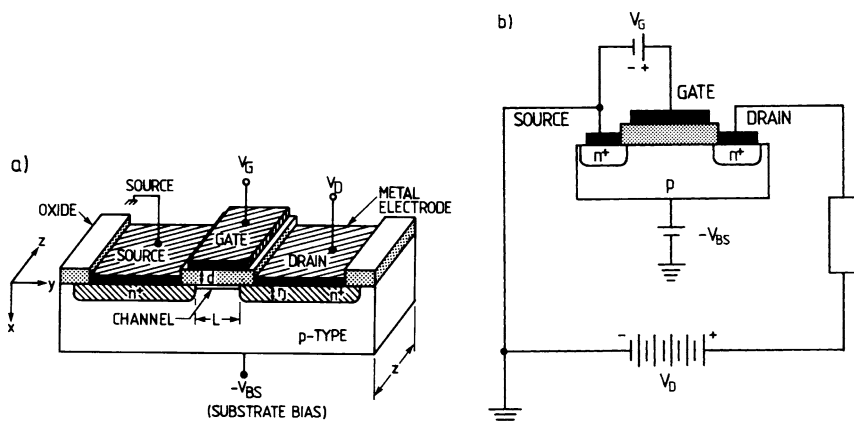 a)
SOURCE
V_G
V_D
METAL
ELECTRODE
OXIDE
z
SOURCE
GATE
DRAIN
d
y
x
n+
n+
CHANNEL
L
p-TYPE
z
-V_BS
(SUBSTRATE BIAS)
b)
V_G
- +
GATE
SOURCE
DRAIN
n+
n+
p
-V_BS
- +
V_D